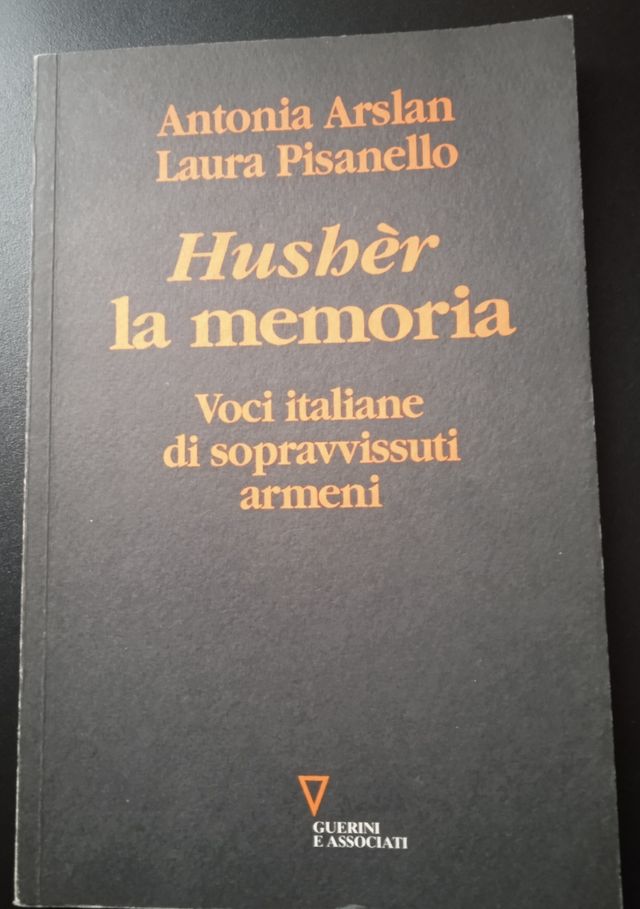 Antonia Arslan
Laura Pisanello
Hushèr
la memoria
Voci italiane
di sopravvissuti
armeni
GUERINI
E ASSOCIATI